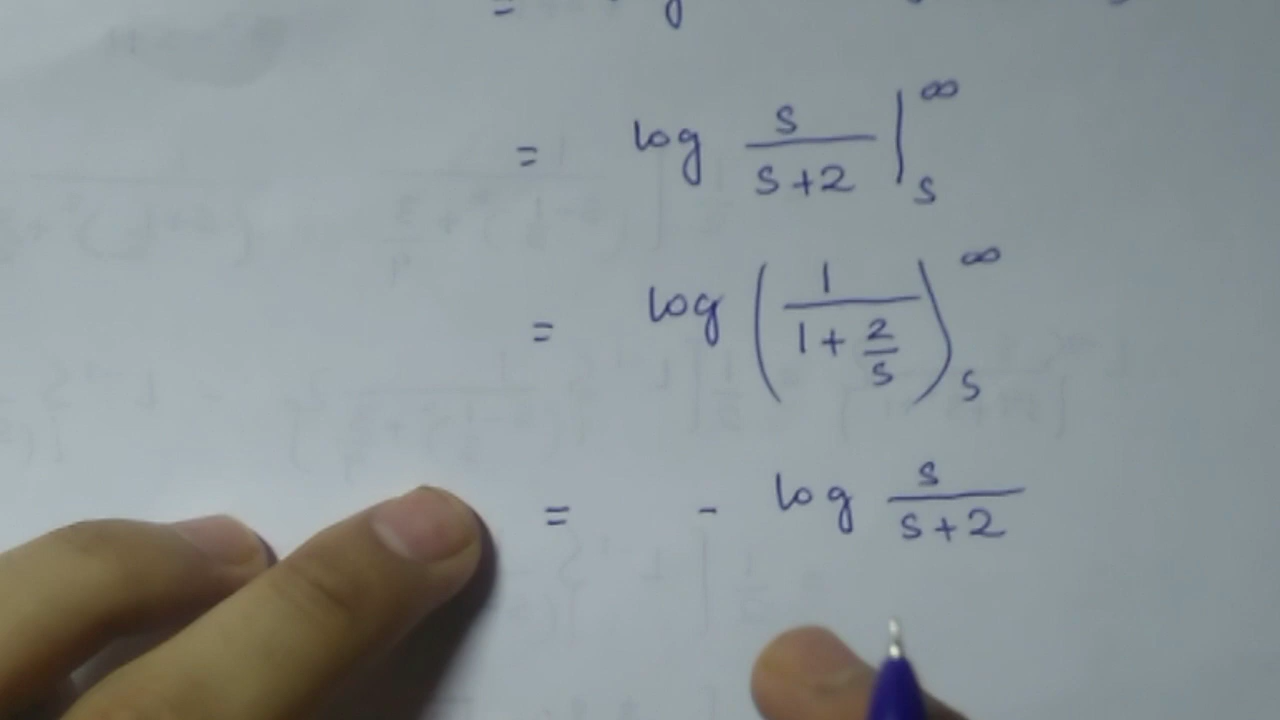 = log s/(s+2) |_s^∞
= log (1/(1+2/s))_s^∞
= - log s/(s+2)